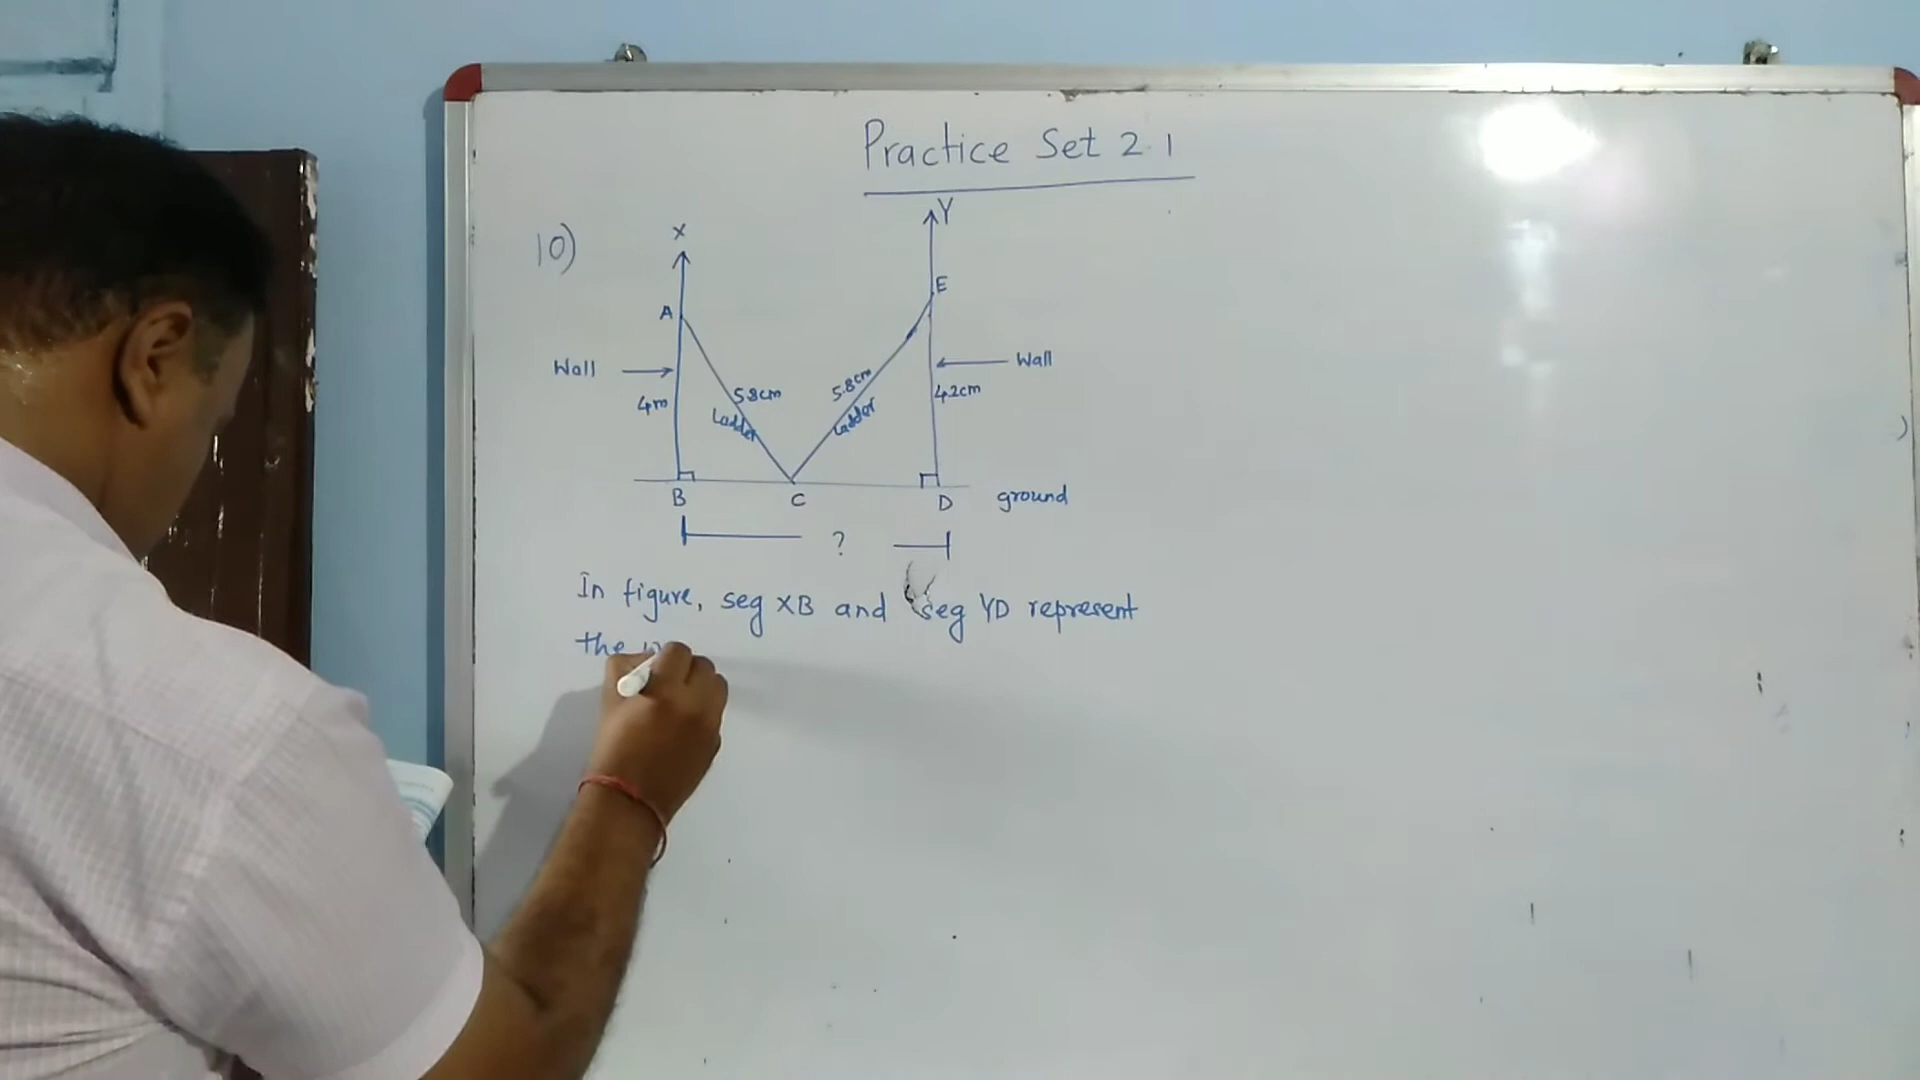 Practice Set 2.1
10)
X
Y
A
E
Wall
Wall
4m
5.8cm
Ladder
5.8cm
Ladder
4.2cm
B
C
D
ground
?
In figure, seg XB and seg YD represent
the